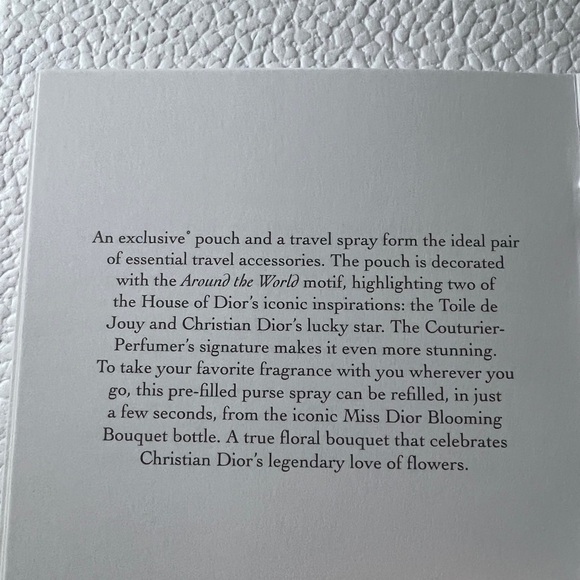 An exclusive* pouch and a travel spray form the ideal pair
of essential travel accessories. The pouch is decorated
with the Around the World motif, highlighting two of
the House of Dior's iconic inspirations: the Toile de
Jouy and Christian Dior's lucky star. The Couturier-
Perfumer's signature makes it even more stunning.
To take your favorite fragrance with you wherever you
go, this pre-filled purse spray can be refilled, in just
a few seconds, from the iconic Miss Dior Blooming
Bouquet bottle. A true floral bouquet that celebrates
Christian Dior's legendary love of flowers.